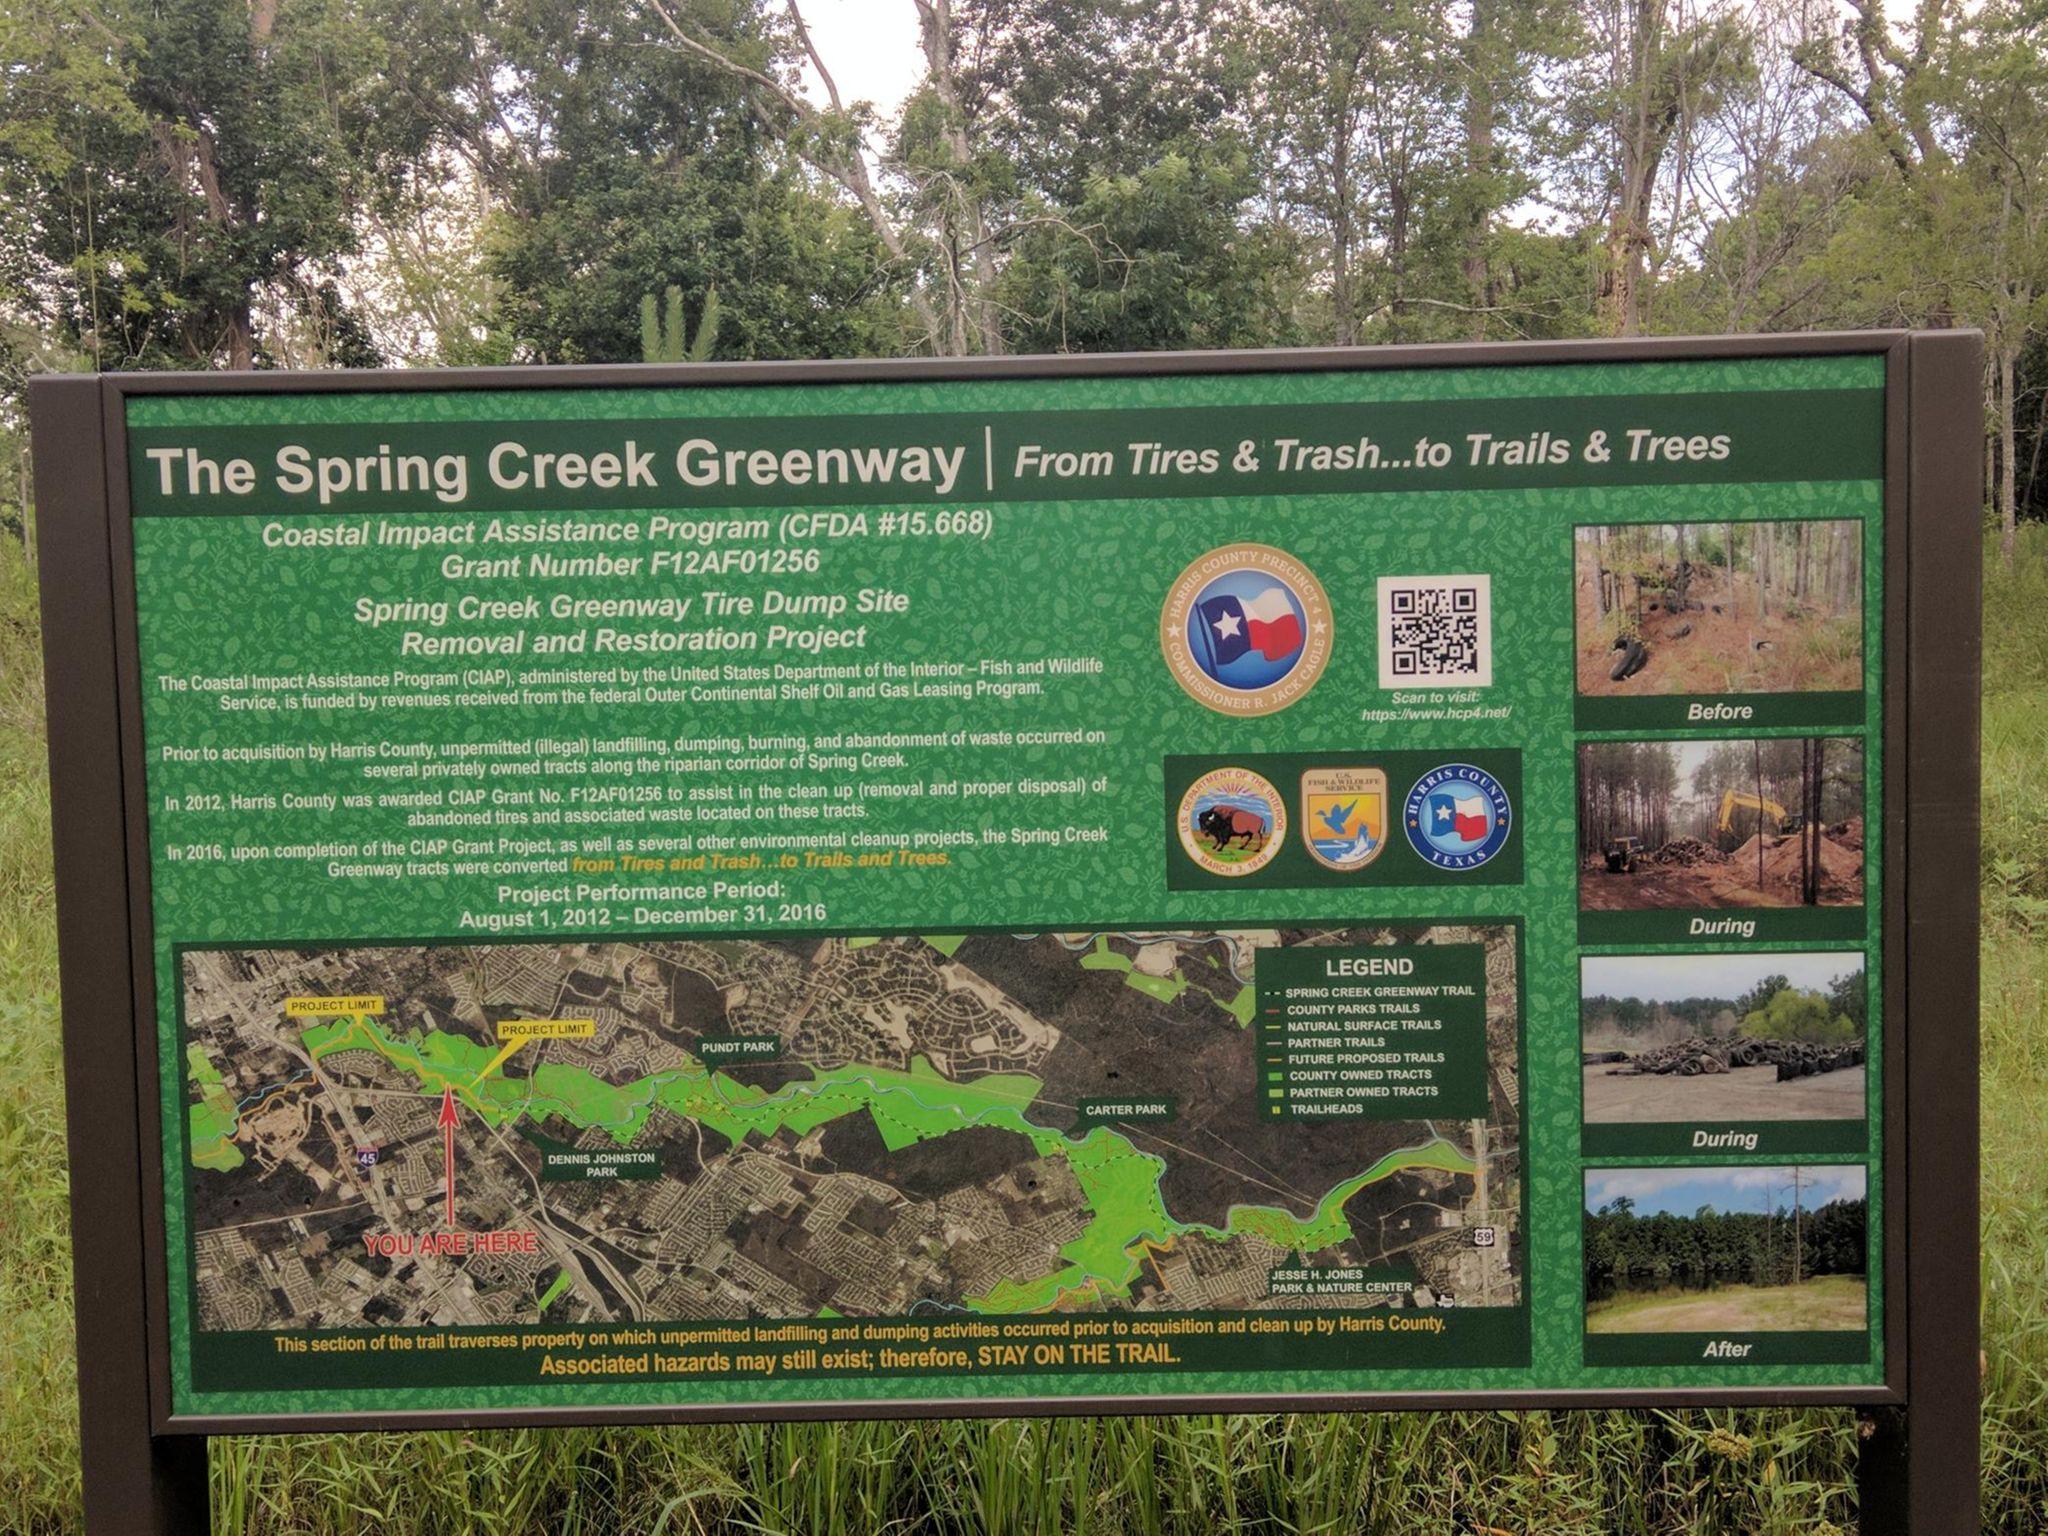 The Spring Creek Greenway | From Tires & Trash...to Trails & Trees
Coastal Impact Assistance Program (CFDA #15.668)
Grant Number F12AF01256
Spring Creek Greenway Tire Dump Site
Removal and Restoration Project
The Coastal Impact Assistance Program (CIAP), administered by the United States Department of the Interior – Fish and Wildlife
Service, is funded by revenues received from the federal Outer Continental Shelf Oil and Gas Leasing Program.
Prior to acquisition by Harris County, unpermitted (illegal) landfilling, dumping, burning, and abandonment of waste occurred on
several privately owned tracts along the riparian corridor of Spring Creek.
In 2012, Harris County was awarded CIAP Grant No. F12AF01256 to assist in the clean up (removal and proper disposal) of
abandoned tires and associated waste located on these tracts.
In 2016, upon completion of the CIAP Grant Project, as well as several other environmental cleanup projects, the Spring Creek
Greenway tracts were converted from Tires and Trash...to Trails and Trees.
Project Performance Period:
August 1, 2012 – December 31, 2016
HARRIS COUNTY PRECINCT 4
COMMISSIONER R. JACK CAGLE
Scan to visit:
https://www.hcp4.net/
U.S. DEPARTMENT OF THE INTERIOR
MARCH 3, 1849
U.S.
FISH & WILDLIFE
SERVICE
HARRIS COUNTY
TEXAS
Before
During
During
After
PROJECT LIMIT
PROJECT LIMIT
PUNDT PARK
CARTER PARK
DENNIS JOHNSTON
PARK
45
YOU ARE HERE
59
JESSE H. JONES
PARK & NATURE CENTER
LEGEND
SPRING CREEK GREENWAY TRAIL
COUNTY PARKS TRAILS
NATURAL SURFACE TRAILS
PARTNER TRAILS
FUTURE PROPOSED TRAILS
COUNTY OWNED TRACTS
PARTNER OWNED TRACTS
TRAILHEADS
This section of the trail traverses property on which unpermitted landfilling and dumping activities occurred prior to acquisition and clean up by Harris County.
Associated hazards may still exist; therefore, STAY ON THE TRAIL.